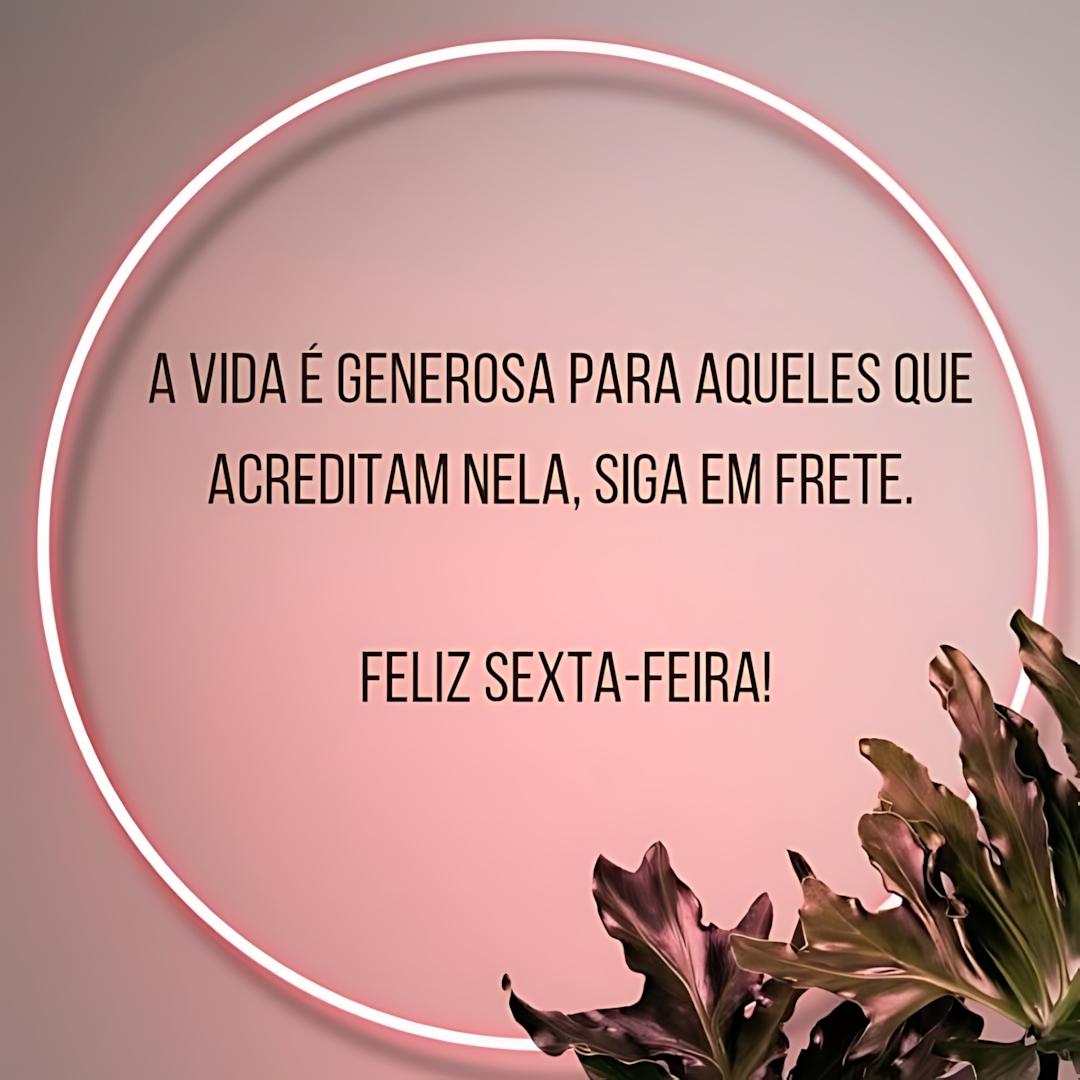 A VIDA É GENEROSA PARA AQUELES QUE
ACREDITAM NELA, SIGA EM FRETE.
FELIZ SEXTA-FEIRA!